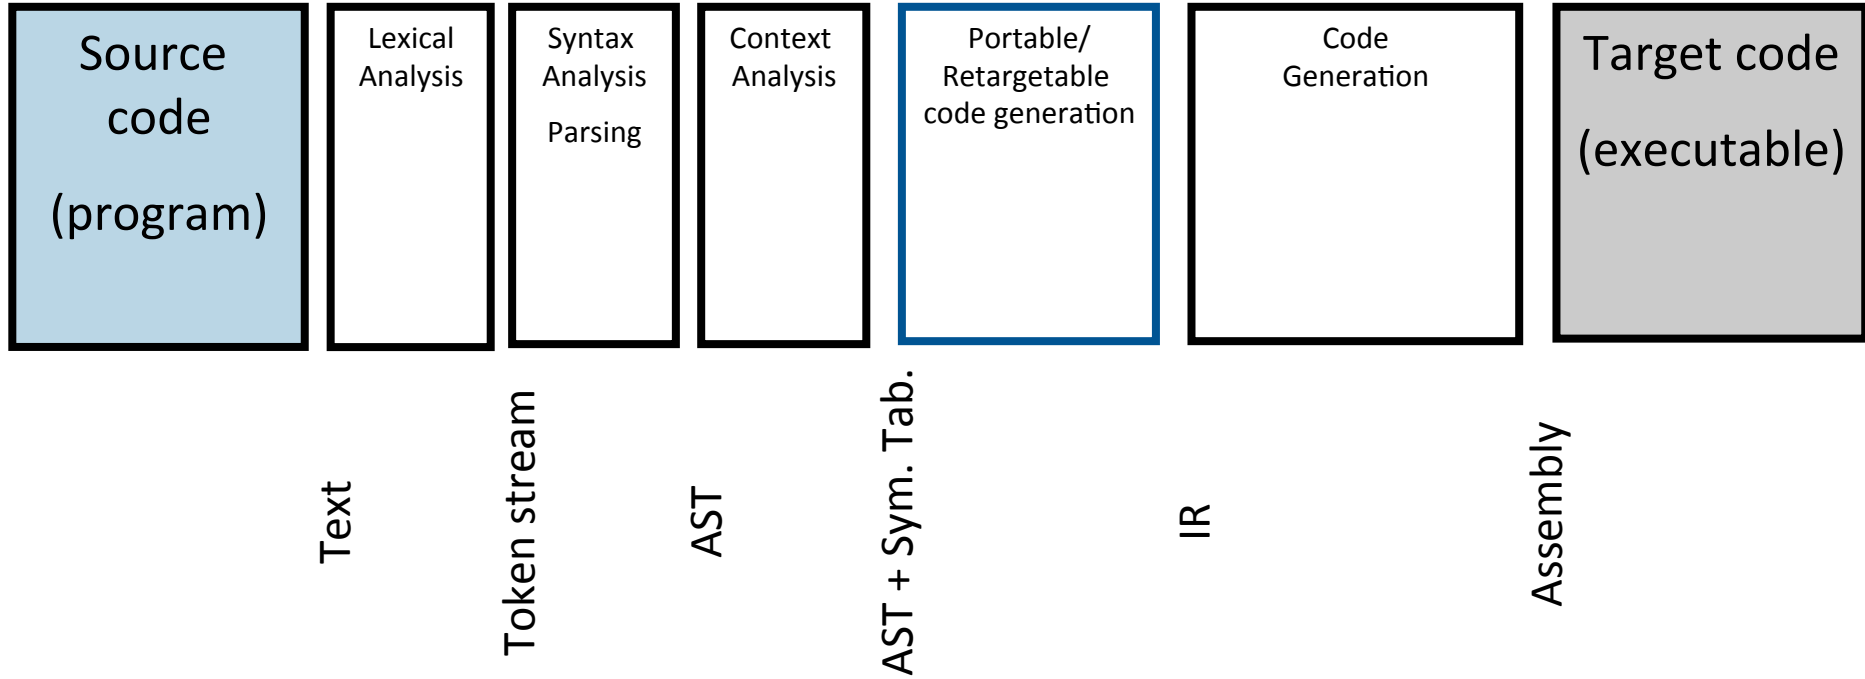 Source
code
(program)
Lexical
Analysis
Syntax
Analysis
Parsing
Context
Analysis
Portable/
Retargetable
code generation
Code
Generation
Target code
(executable)
Text
Token stream
AST
AST + Sym. Tab.
IR
Assembly